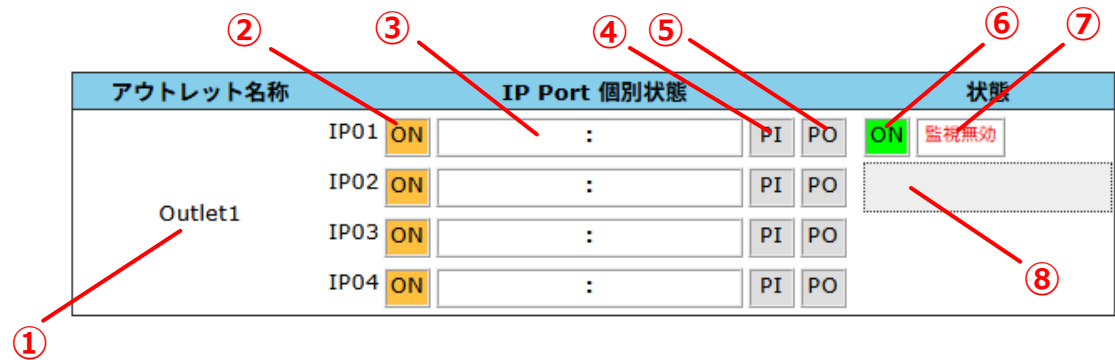 ② ③ ④ ⑤ ⑥ ⑦
アウトレット名称 IP Port 個別状態 状態
IP01 ON : PI PO ON 監視無効
IP02 ON : PI PO
Outlet1
IP03 ON : PI PO
IP04 ON : PI PO
⑧
①